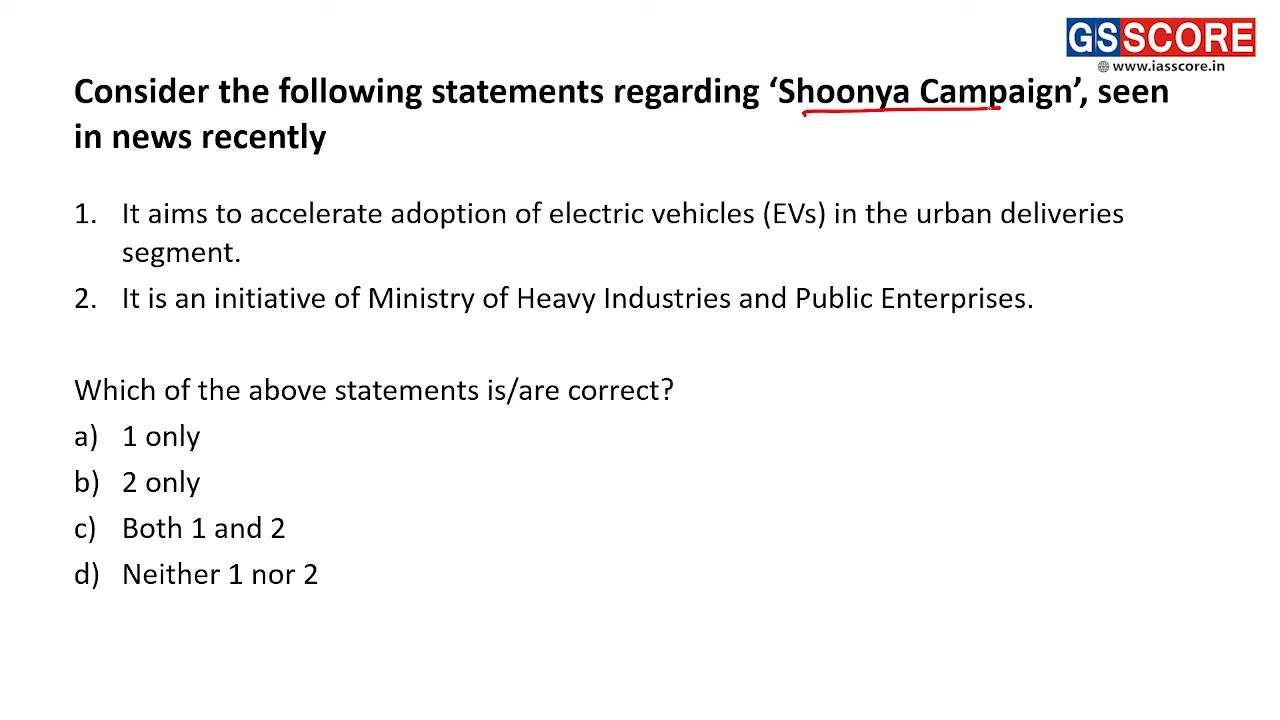 GSSCORE
www.iasscore.in
Consider the following statements regarding ‘Shoonya Campaign’, seen
in news recently
1. It aims to accelerate adoption of electric vehicles (EVs) in the urban deliveries
segment.
2. It is an initiative of Ministry of Heavy Industries and Public Enterprises.
Which of the above statements is/are correct?
a) 1 only
b) 2 only
c) Both 1 and 2
d) Neither 1 nor 2